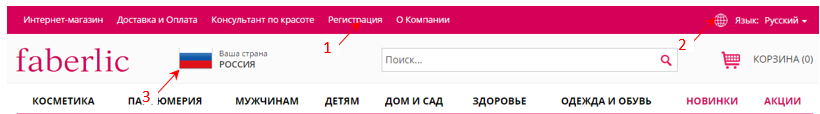 Интернет-магазин Доставка и Оплата Консультант по красоте Регистрация О Компании Язык: Русский
1 2
faberlic Ваша страна Поиск... КОРЗИНА (0)
РОССИЯ
3
КОСМЕТИКА МУЖЧИНАМ ДЕТЯМ ДОМ И САД ЗДОРОВЬЕ ОДЕЖДА И ОБУВЬ НОВИНКИ АКЦИИ